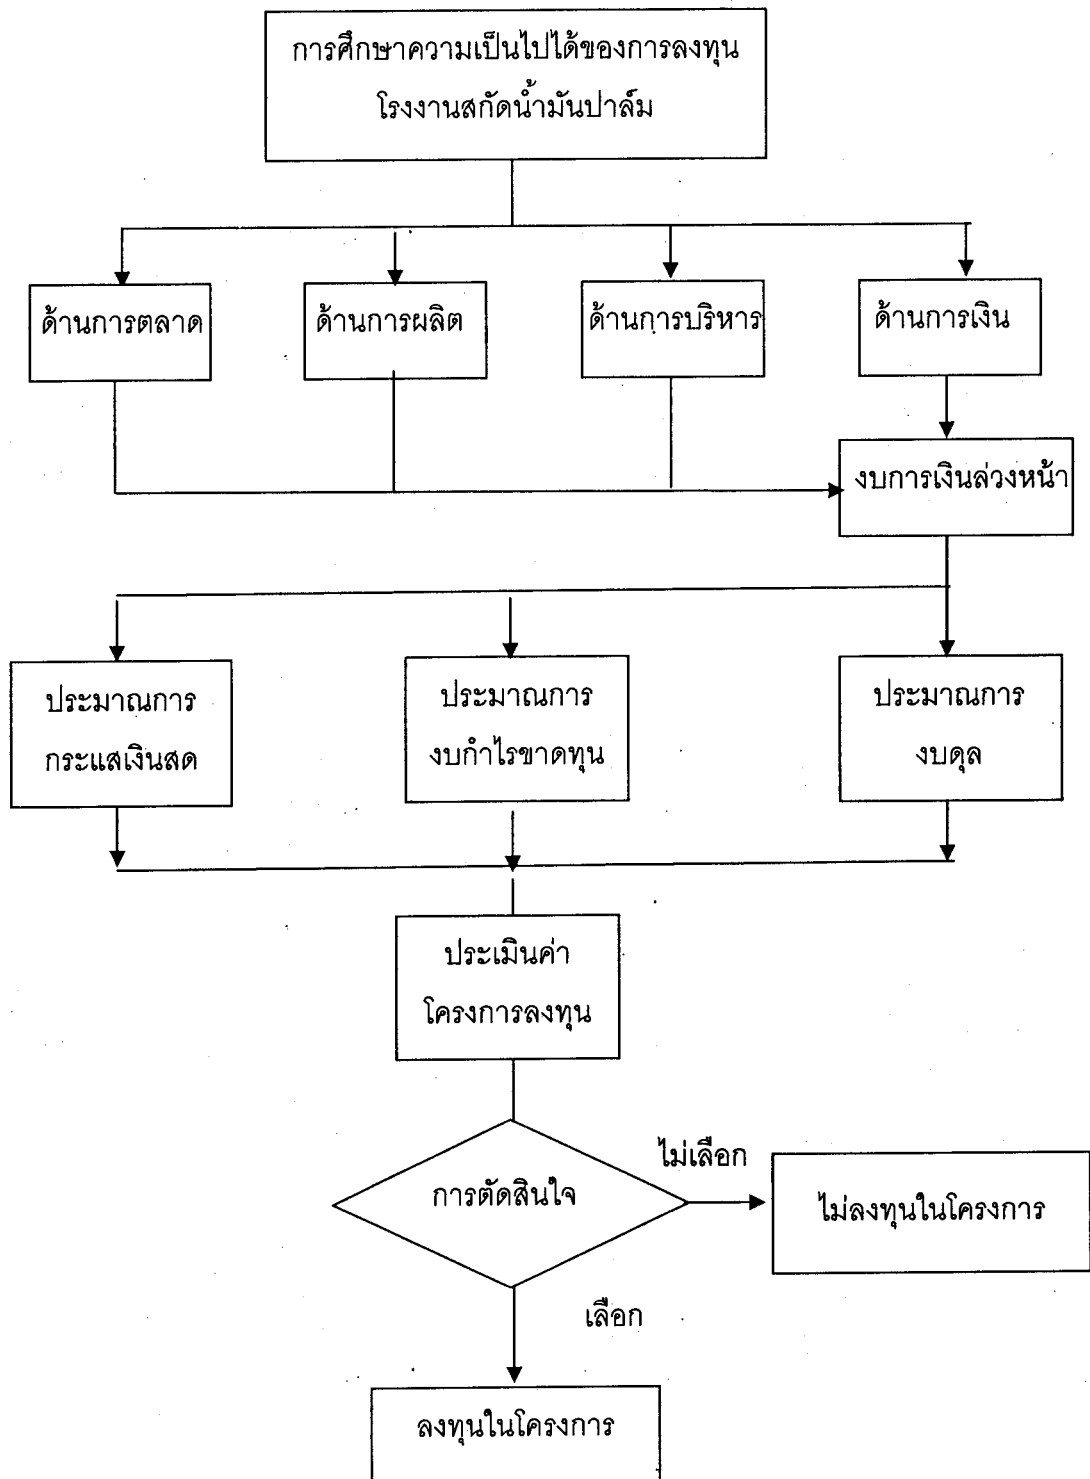 การศึกษาความเป็นไปได้ของการลงทุน
โรงงานสกัดน้ำมันปาล์ม
ด้านการตลาด
ด้านการผลิต
ด้านการบริหาร
ด้านการเงิน
งบการเงินล่วงหน้า
ประมาณการ
กระแสเงินสด
ประมาณการ
งบกำไรขาดทุน
ประมาณการ
งบดุล
ประเมินค่า
โครงการลงทุน
การตัดสินใจ
ไม่เลือก
ไม่ลงทุนในโครงการ
เลือก
ลงทุนในโครงการ